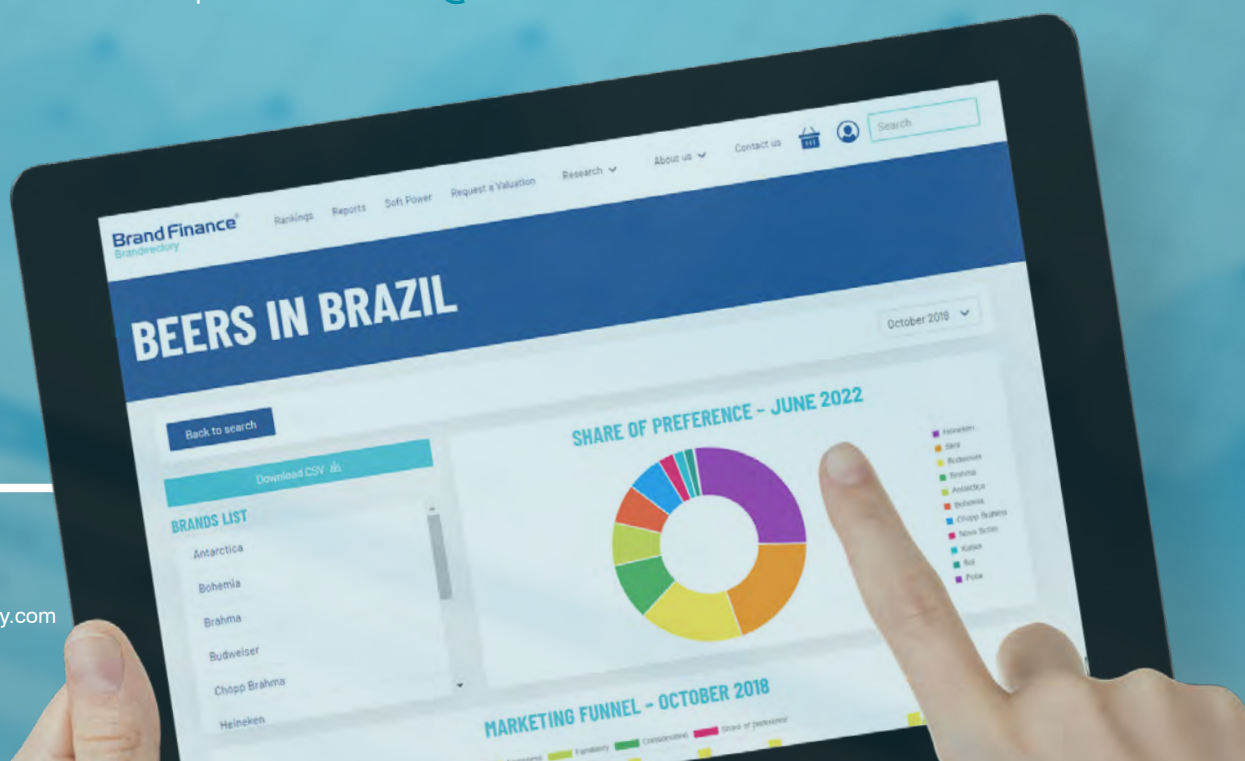 y.com
Brand Finance®
Brandirectory
Rankings Reports Soft Power Request a Valuation Research About us Contact us Search
BEERS IN BRAZIL
October 2018
Back to search
Download CSV
BRANDS LIST
Antarctica
Bohemia
Brahma
Budweiser
Chopp Brahma
Heineken
SHARE OF PREFERENCE – JUNE 2022
Heineken
Skol
Budweiser
Brahma
Antarctica
Bohemia
Chopp Brahma
Nova Schin
Kaiser
Sol
Polar
MARKETING FUNNEL – OCTOBER 2018
Familiarity Consideration Share of preference